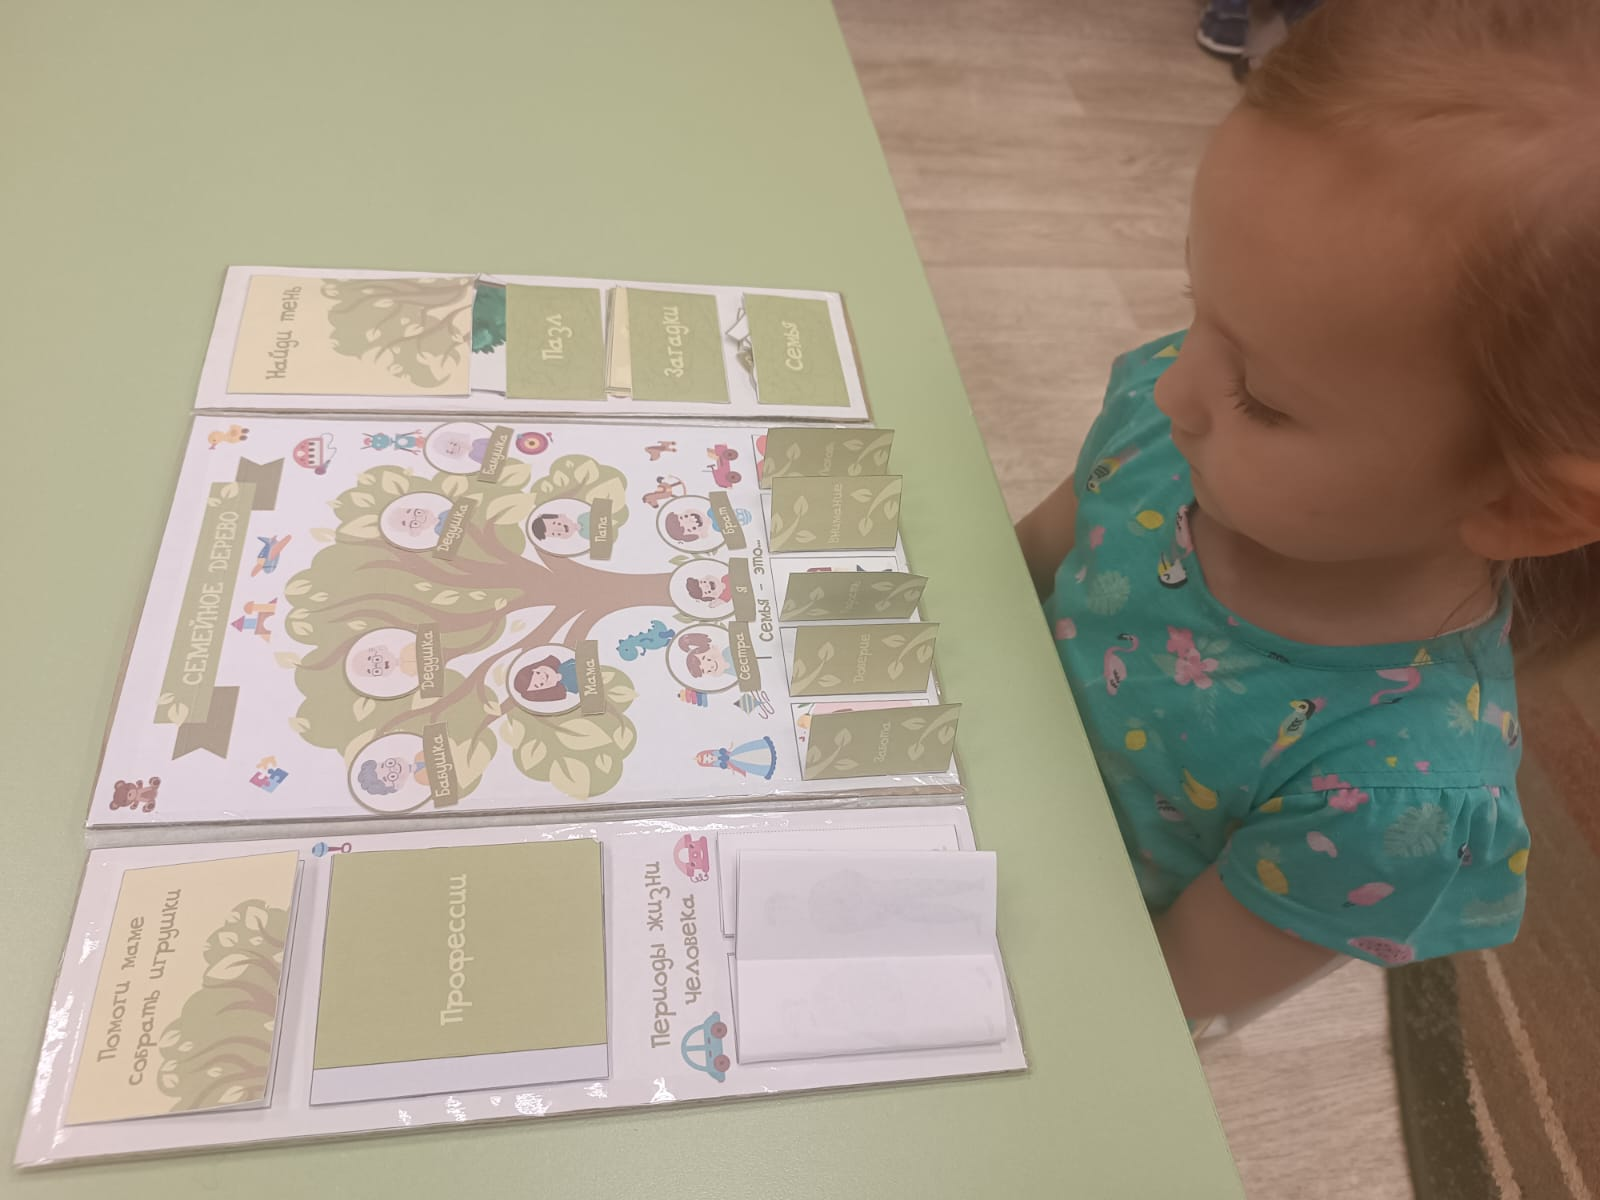 Найди тень
Пазл
Загадки
Семья
СЕМЕЙНОЕ ДЕРЕВО
Бабушка
Дедушка
Папа
Брат
Я
Сестра
Мама
Дедушка
Бабушка
Семья - это...
Внимание
Доверие
Забота
Помоги маме
собрать игрушки
Профессии
Периоды жизни
человека